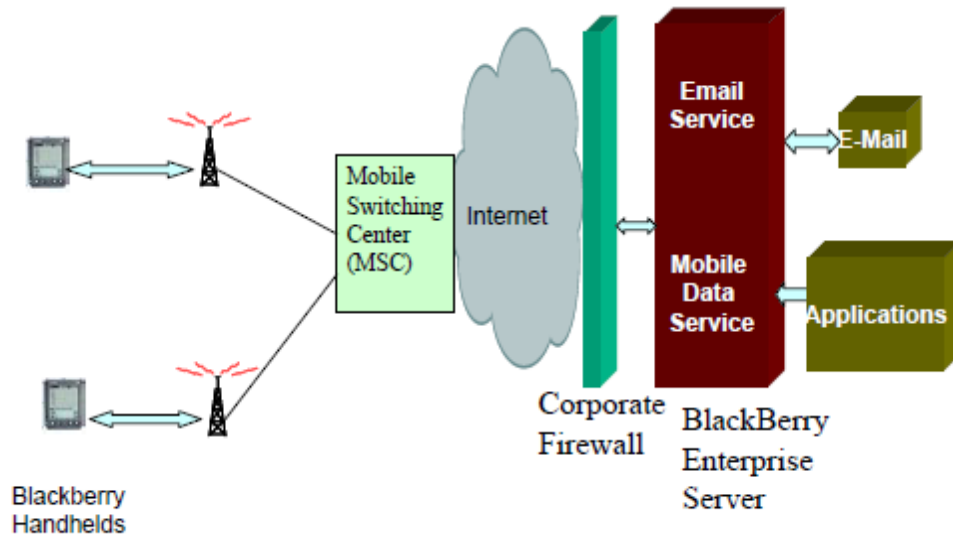 Email
Service
E-Mail
Mobile
Switching
Center
(MSC)
Internet
Mobile
Data
Service
Applications
Corporate
Firewall
BlackBerry
Enterprise
Server
Blackberry
Handhelds